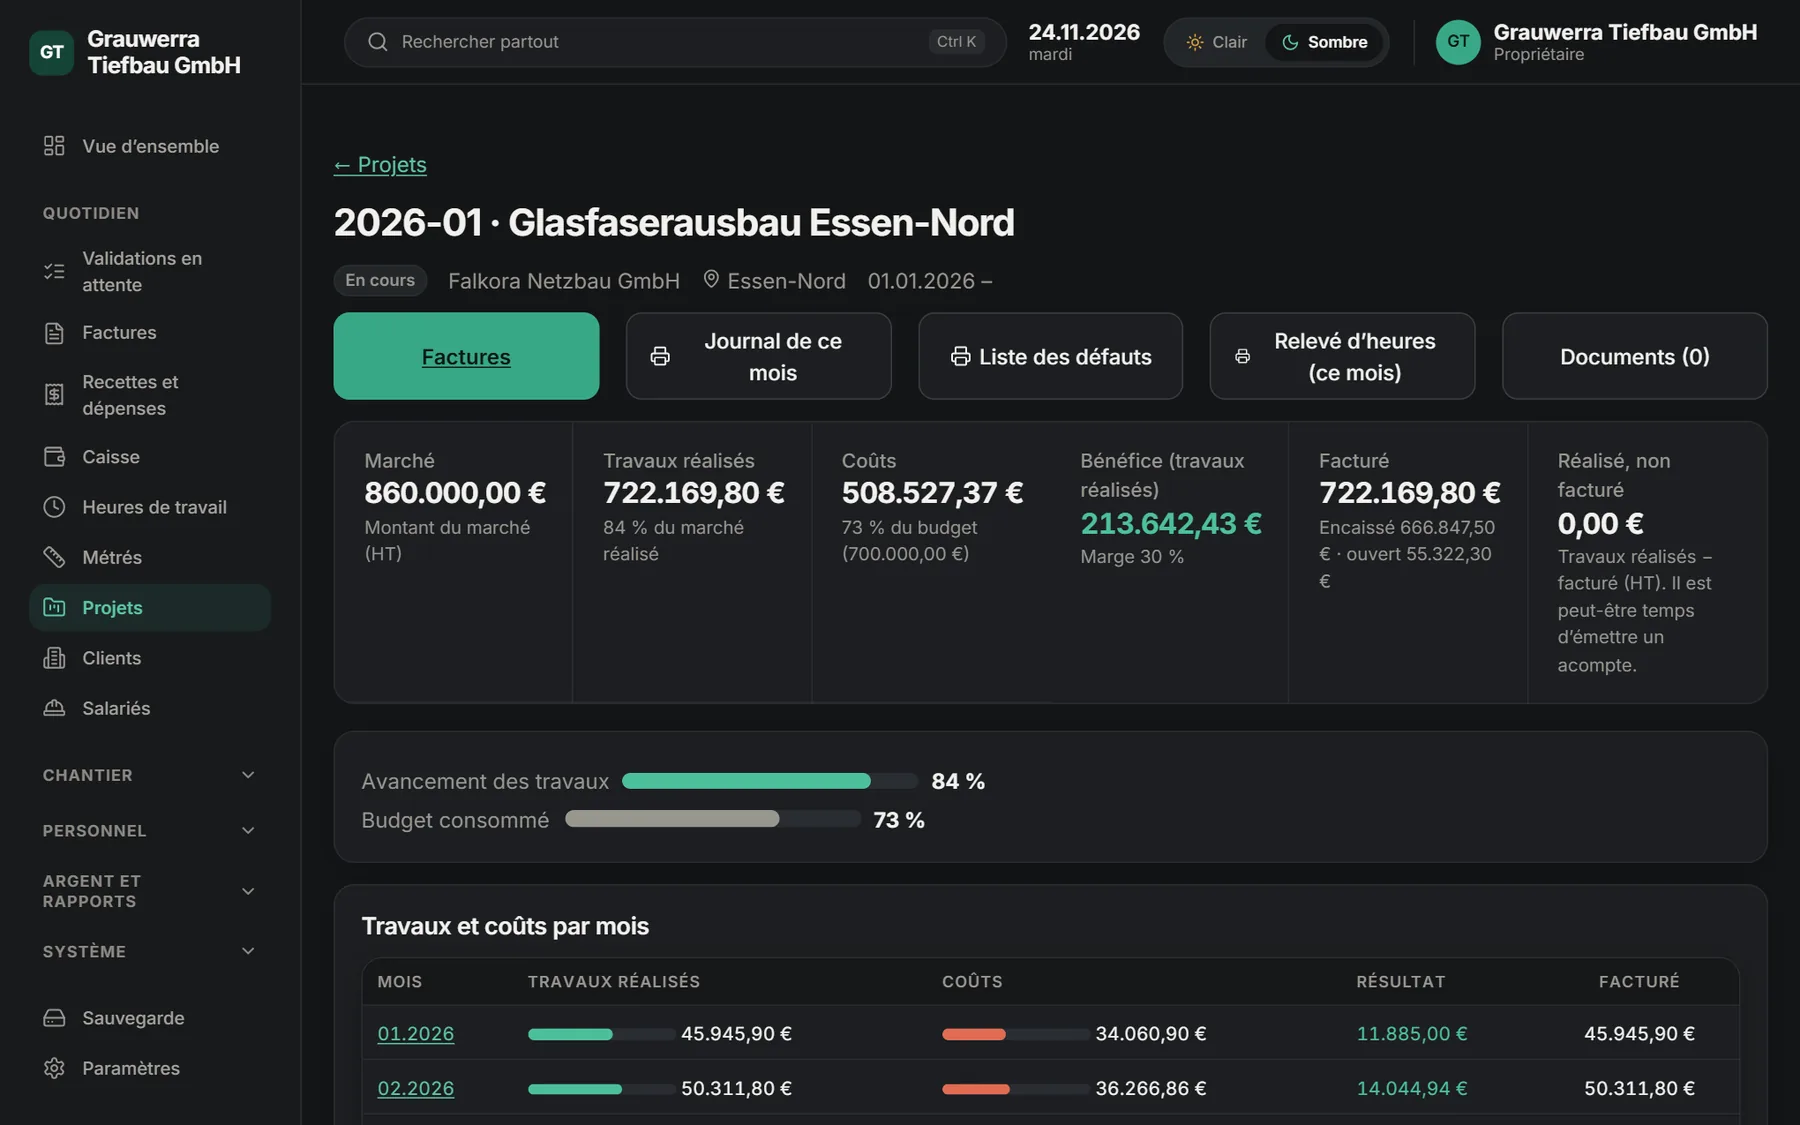 GT
Grauwerra
Tiefbau GmbH
Rechercher partout
Ctrl K
24.11.2026
mardi
Clair
Sombre
GT
Grauwerra Tiefbau GmbH
Propriétaire
Vue d’ensemble
QUOTIDIEN
Validations en
attente
Factures
Recettes et
dépenses
Caisse
Heures de travail
Métrés
Projets
Clients
Salariés
CHANTIER
PERSONNEL
ARGENT ET
RAPPORTS
SYSTÈME
Sauvegarde
Paramètres
← Projets
2026-01 · Glasfaserausbau Essen-Nord
En cours
Falkora Netzbau GmbH
Essen-Nord
01.01.2026 –
Factures
Journal de ce
mois
Liste des défauts
Relevé d’heures
(ce mois)
Documents (0)
Marché
860.000,00 €
Montant du marché
(HT)
Travaux réalisés
722.169,80 €
84 % du marché
réalisé
Coûts
508.527,37 €
73 % du budget
(700.000,00 €)
Bénéfice (travaux
réalisés)
213.642,43 €
Marge 30 %
Facturé
722.169,80 €
Encaissé 666.847,50
€ · ouvert 55.322,30
€
Réalisé, non
facturé
0,00 €
Travaux réalisés –
facturé (HT). Il est
peut-être temps
d’émettre un
acompte.
Avancement des travaux
84 %
Budget consommé
73 %
Travaux et coûts par mois
MOIS
TRAVAUX RÉALISÉS
COÛTS
RÉSULTAT
FACTURÉ
01.2026
45.945,90 €
34.060,90 €
11.885,00 €
45.945,90 €
02.2026
50.311,80 €
36.266,86 €
14.044,94 €
50.311,80 €